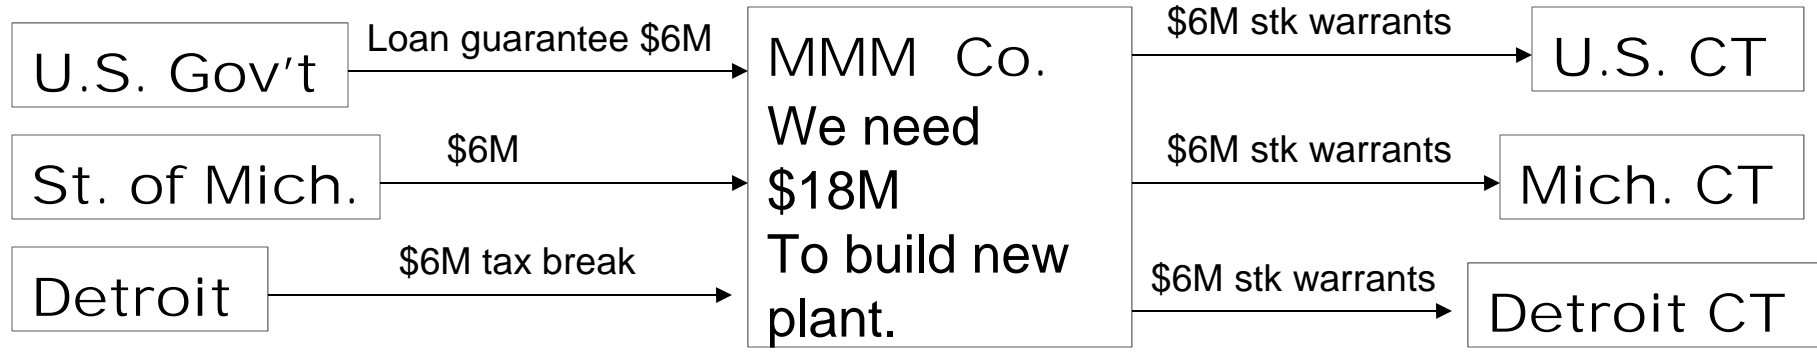 U.S. Gov't
Loan guarantee $6M
St. of Mich.
$6M
Detroit
$6M tax break
MMM Co.
We need
$18M
To build new
plant.
$6M stk warrants
U.S. CT
$6M stk warrants
Mich. CT
$6M stk warrants
Detroit CT